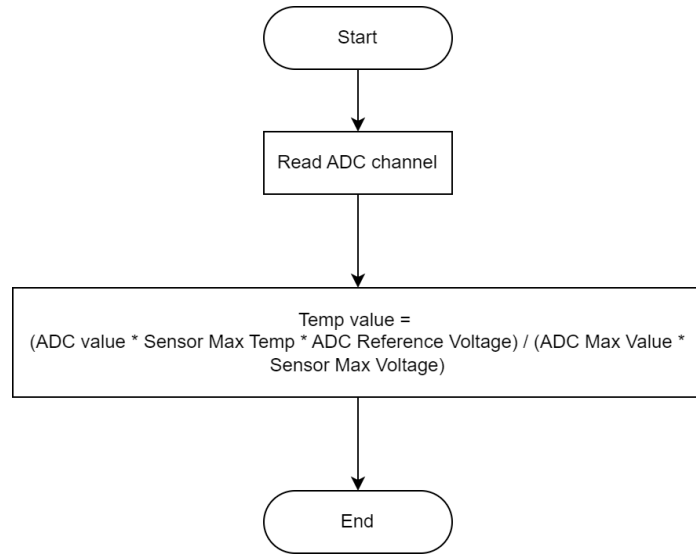 Start
Read ADC channel
Temp value =
(ADC value * Sensor Max Temp * ADC Reference Voltage) / (ADC Max Value *
Sensor Max Voltage)
End